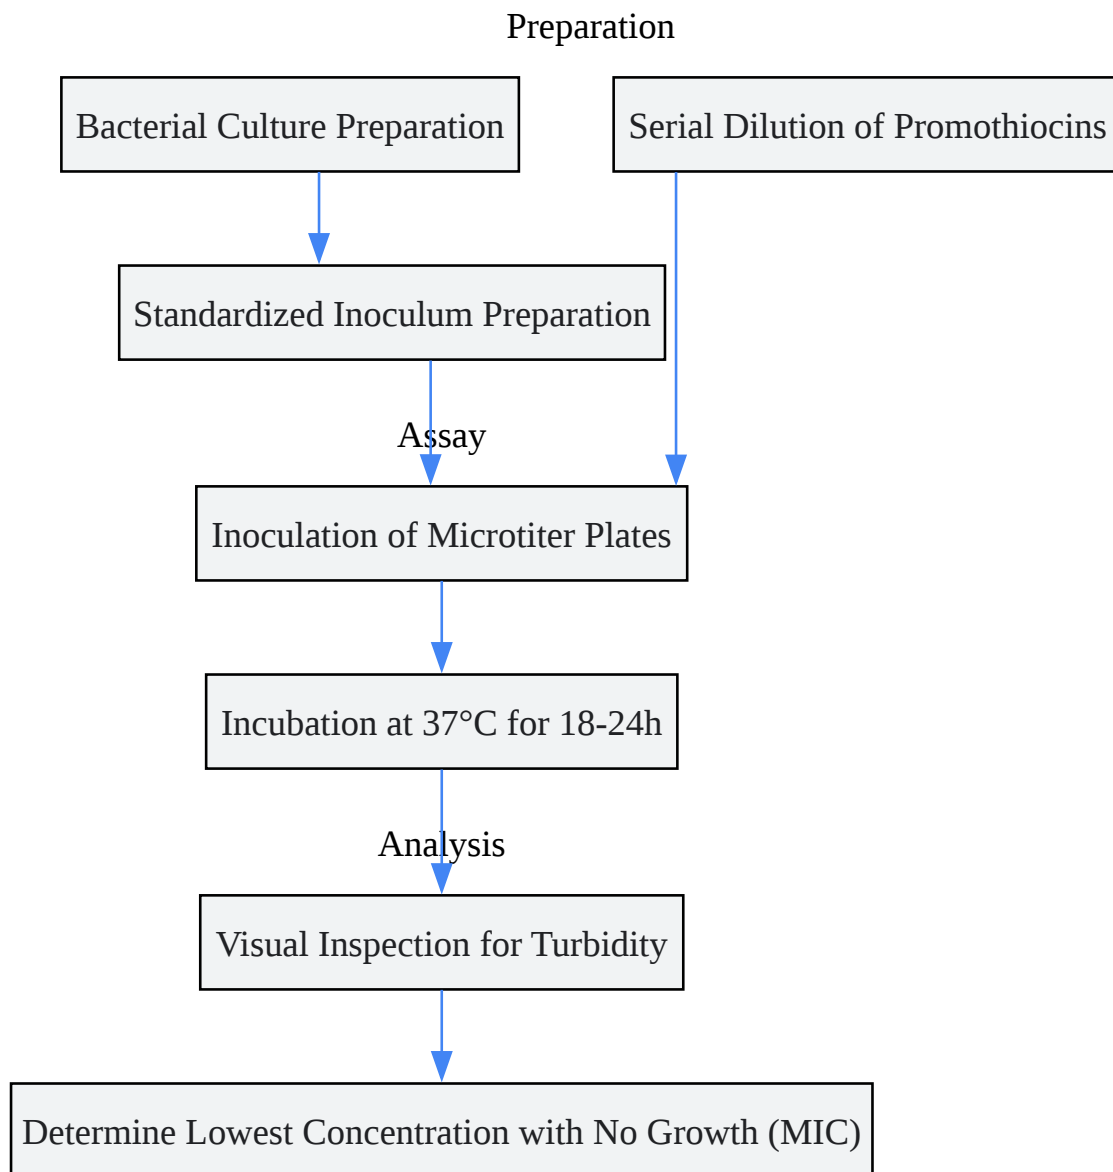 Preparation
Bacterial Culture Preparation
Serial Dilution of Promothiocins
Standardized Inoculum Preparation
Assay
Inoculation of Microtiter Plates
Incubation at 37°C for 18-24h
Analysis
Visual Inspection for Turbidity
Determine Lowest Concentration with No Growth (MIC)